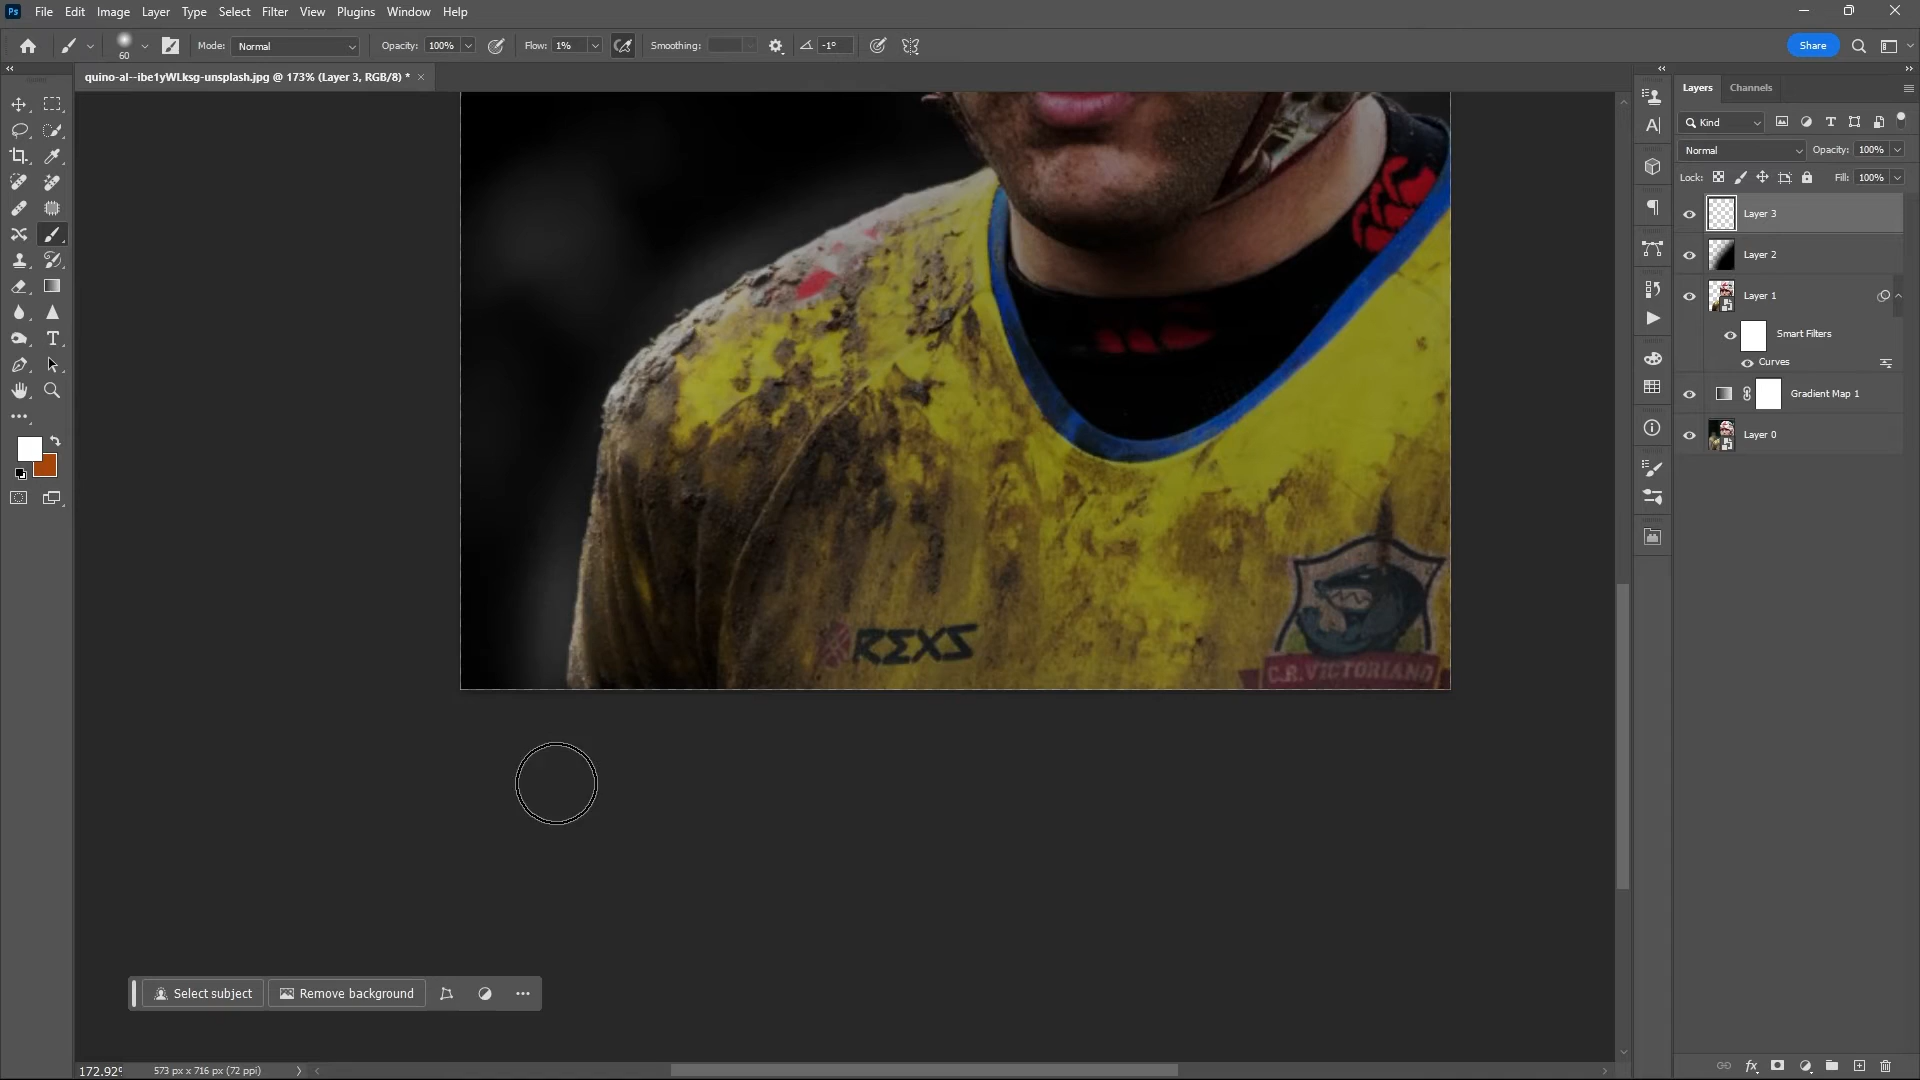 File Edit Image Layer Type Select Filter View Plugins Window Help
60 Mode: Normal Opacity: 100% Flow: 1% Smoothing: -1° Share
quino-al--ibe1yWLksg-unsplash.jpg @ 173% (Layer 3, RGB/8) *
Layers Channels
Kind
Normal Opacity: 100%
Lock: Fill: 100%
Layer 3
Layer 2
Layer 1
Smart Filters
Curves
Gradient Map 1
Layer 0
REXS
C.R. VICTORIANO
Select subject Remove background
172.92% 573 px x 716 px (72 ppi)